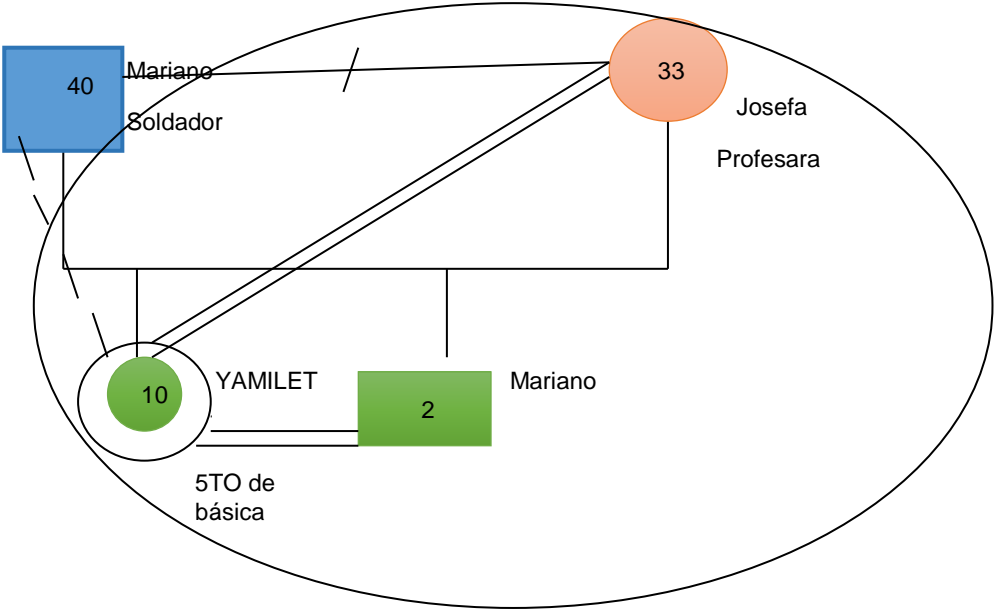 40
Mariano
Soldador
33
Josefa
Profesara
10
YAMILET
2
Mariano
5TO de
básica